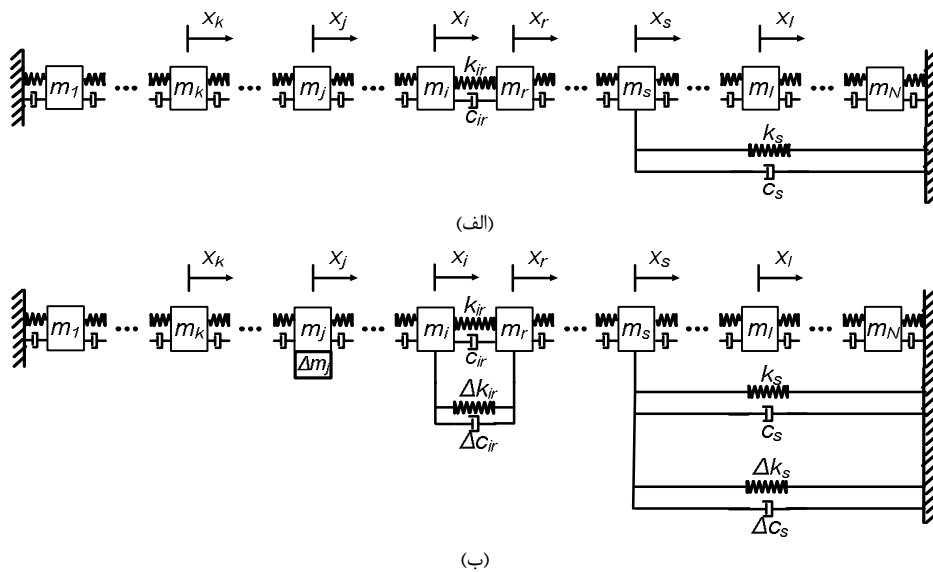 x_k x_j x_i x_r x_s x_l
k_ir
m_1 ... m_k ... m_j ... m_i m_r ... m_s ... m_l ... m_N
c_ir
k_s
c_s
(الف)
x_k x_j x_i x_r x_s x_l
k_ir
m_1 ... m_k ... m_j ... m_i m_r ... m_s ... m_l ... m_N
c_ir
Δm_j
Δk_ir
k_s
c_s
Δc_ir
Δk_s
Δc_s
(ب)